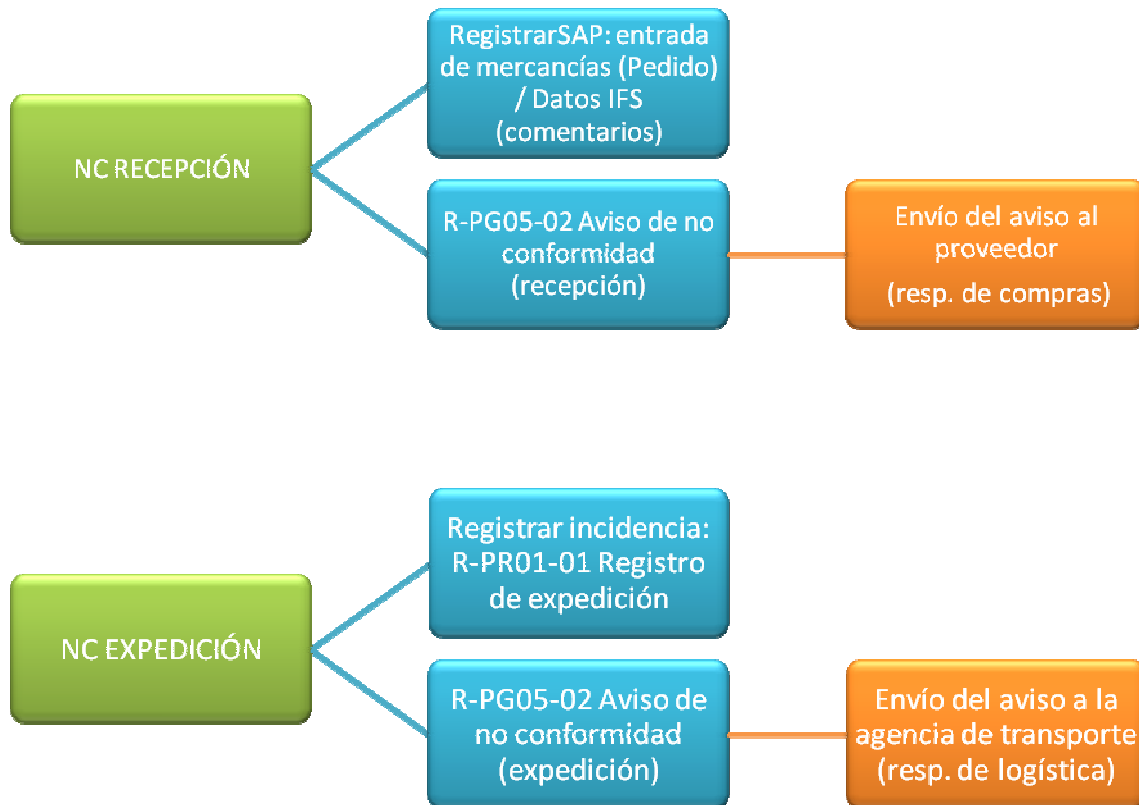 RegistrarSAP: entrada
de mercancías (Pedido)
/ Datos IFS
(comentarios)
NC RECEPCIÓN
R-PG05-02 Aviso de no
conformidad
(recepción)
Envío del aviso al
proveedor
(resp. de compras)
Registrar incidencia:
R-PR01-01 Registro
de expedición
NC EXPEDICIÓN
R-PG05-02 Aviso de
no conformidad
(expedición)
Envío del aviso a la
agencia de transporte
(resp. de logística)